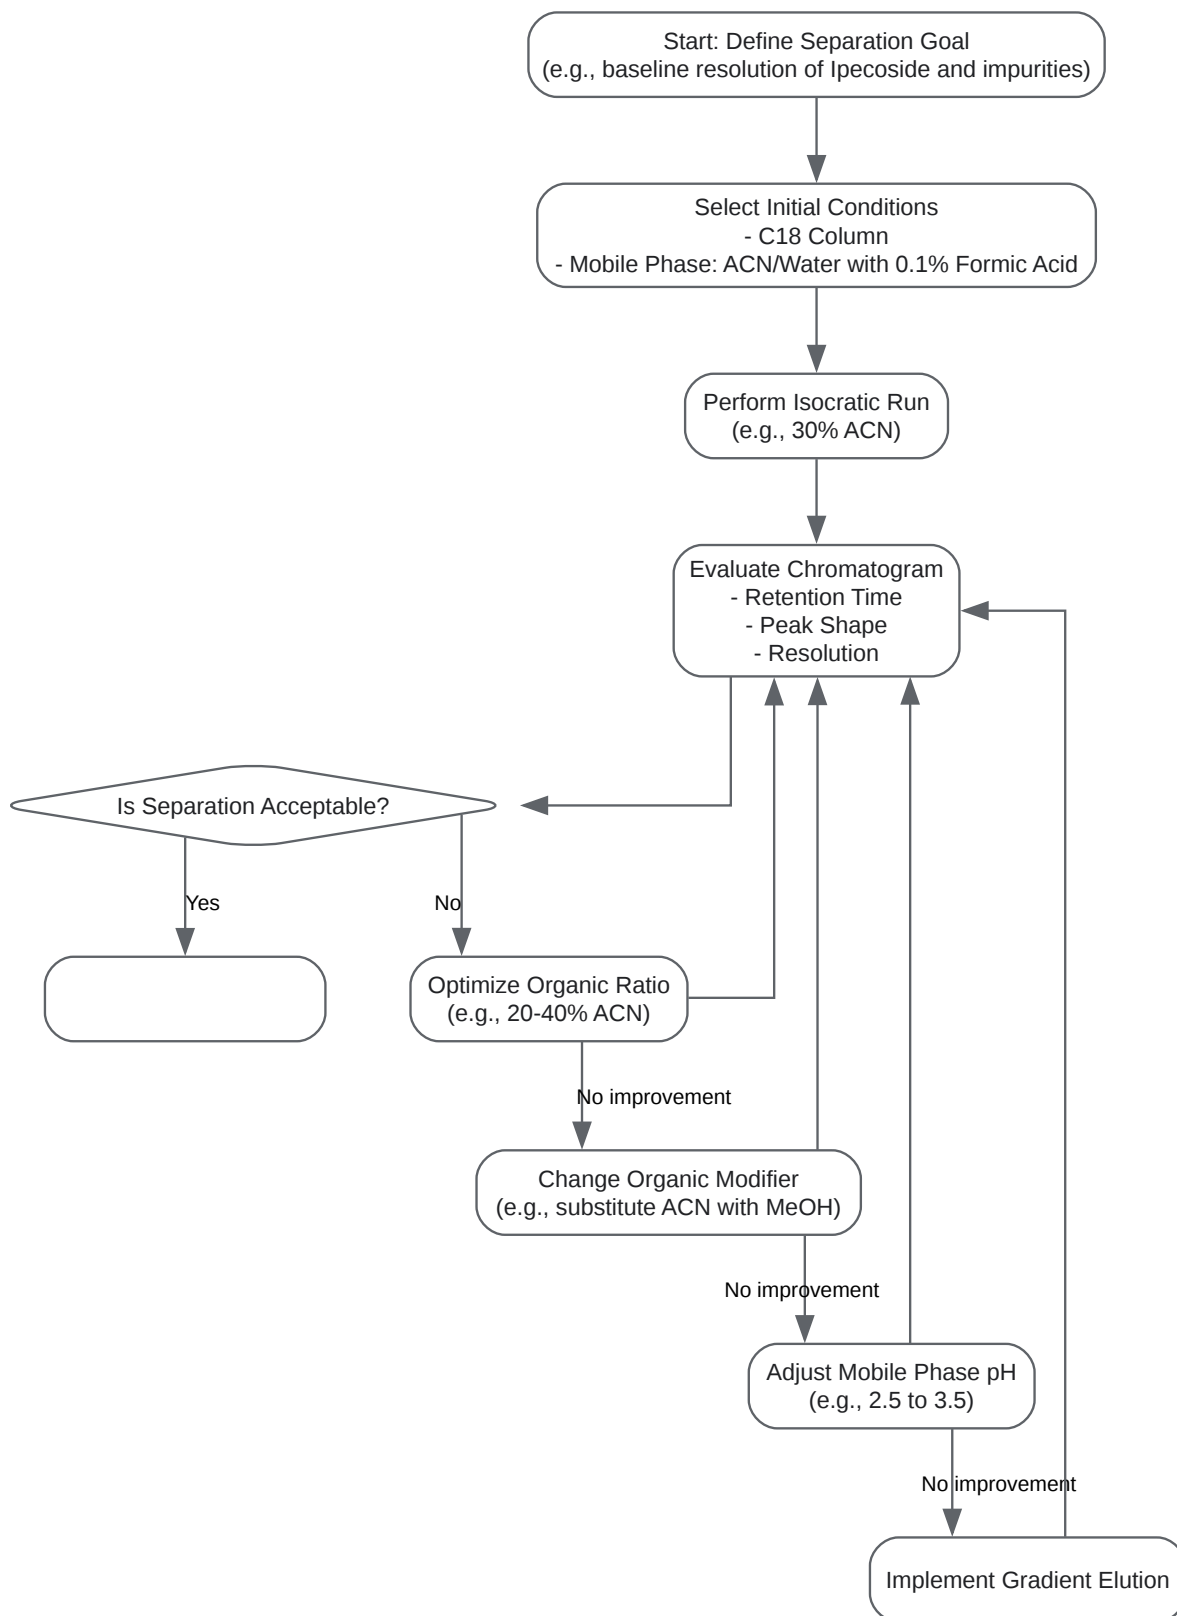 Start: Define Separation Goal
(e.g., baseline resolution of Ipecoside and impurities)
Select Initial Conditions
- C18 Column
- Mobile Phase: ACN/Water with 0.1% Formic Acid
Perform Isocratic Run
(e.g., 30% ACN)
Evaluate Chromatogram
- Retention Time
- Peak Shape
- Resolution
Is Separation Acceptable?
Yes
No
Optimize Organic Ratio
(e.g., 20-40% ACN)
No improvement
Change Organic Modifier
(e.g., substitute ACN with MeOH)
No improvement
Adjust Mobile Phase pH
(e.g., 2.5 to 3.5)
No improvement
Implement Gradient Elution